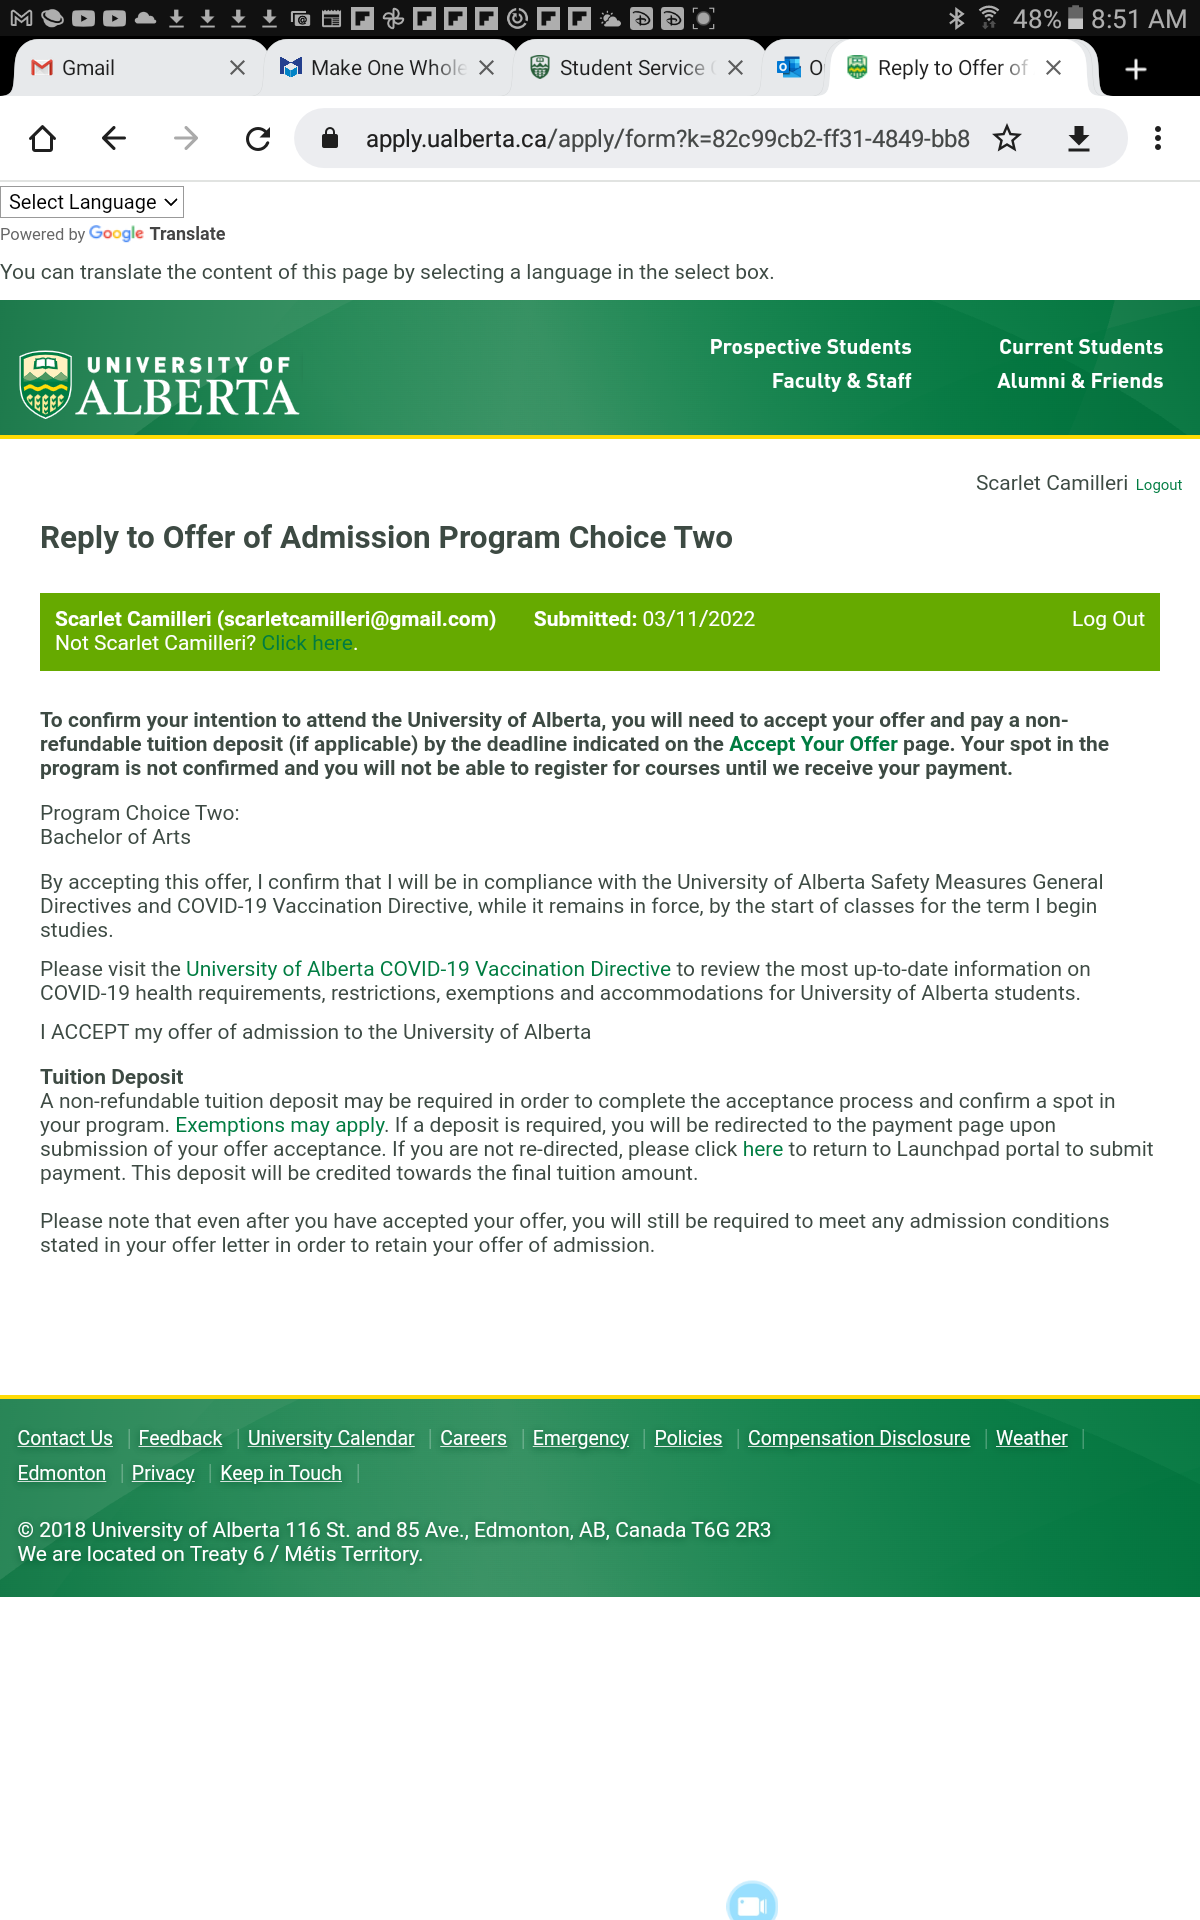 48% 8:51 AM
Gmail
Make One Whole
Student Service
O
Reply to Offer of
apply.ualberta.ca/apply/form?k=82c99cb2-ff31-4849-bb8
Select Language
Powered by Google Translate
You can translate the content of this page by selecting a language in the select box.
UNIVERSITY OF
ALBERTA
Prospective Students Current Students
Faculty & Staff Alumni & Friends
Scarlet Camilleri Logout
Reply to Offer of Admission Program Choice Two
Scarlet Camilleri (scarletcamilleri@gmail.com) Submitted: 03/11/2022 Log Out
Not Scarlet Camilleri? Click here.
To confirm your intention to attend the University of Alberta, you will need to accept your offer and pay a non-
refundable tuition deposit (if applicable) by the deadline indicated on the Accept Your Offer page. Your spot in the
program is not confirmed and you will not be able to register for courses until we receive your payment.
Program Choice Two:
Bachelor of Arts
By accepting this offer, I confirm that I will be in compliance with the University of Alberta Safety Measures General
Directives and COVID-19 Vaccination Directive, while it remains in force, by the start of classes for the term I begin
studies.
Please visit the University of Alberta COVID-19 Vaccination Directive to review the most up-to-date information on
COVID-19 health requirements, restrictions, exemptions and accommodations for University of Alberta students.
I ACCEPT my offer of admission to the University of Alberta
Tuition Deposit
A non-refundable tuition deposit may be required in order to complete the acceptance process and confirm a spot in
your program. Exemptions may apply. If a deposit is required, you will be redirected to the payment page upon
submission of your offer acceptance. If you are not re-directed, please click here to return to Launchpad portal to submit
payment. This deposit will be credited towards the final tuition amount.
Please note that even after you have accepted your offer, you will still be required to meet any admission conditions
stated in your offer letter in order to retain your offer of admission.
Contact Us | Feedback | University Calendar | Careers | Emergency | Policies | Compensation Disclosure | Weather |
Edmonton | Privacy | Keep in Touch |
© 2018 University of Alberta 116 St. and 85 Ave., Edmonton, AB, Canada T6G 2R3
We are located on Treaty 6 / Métis Territory.